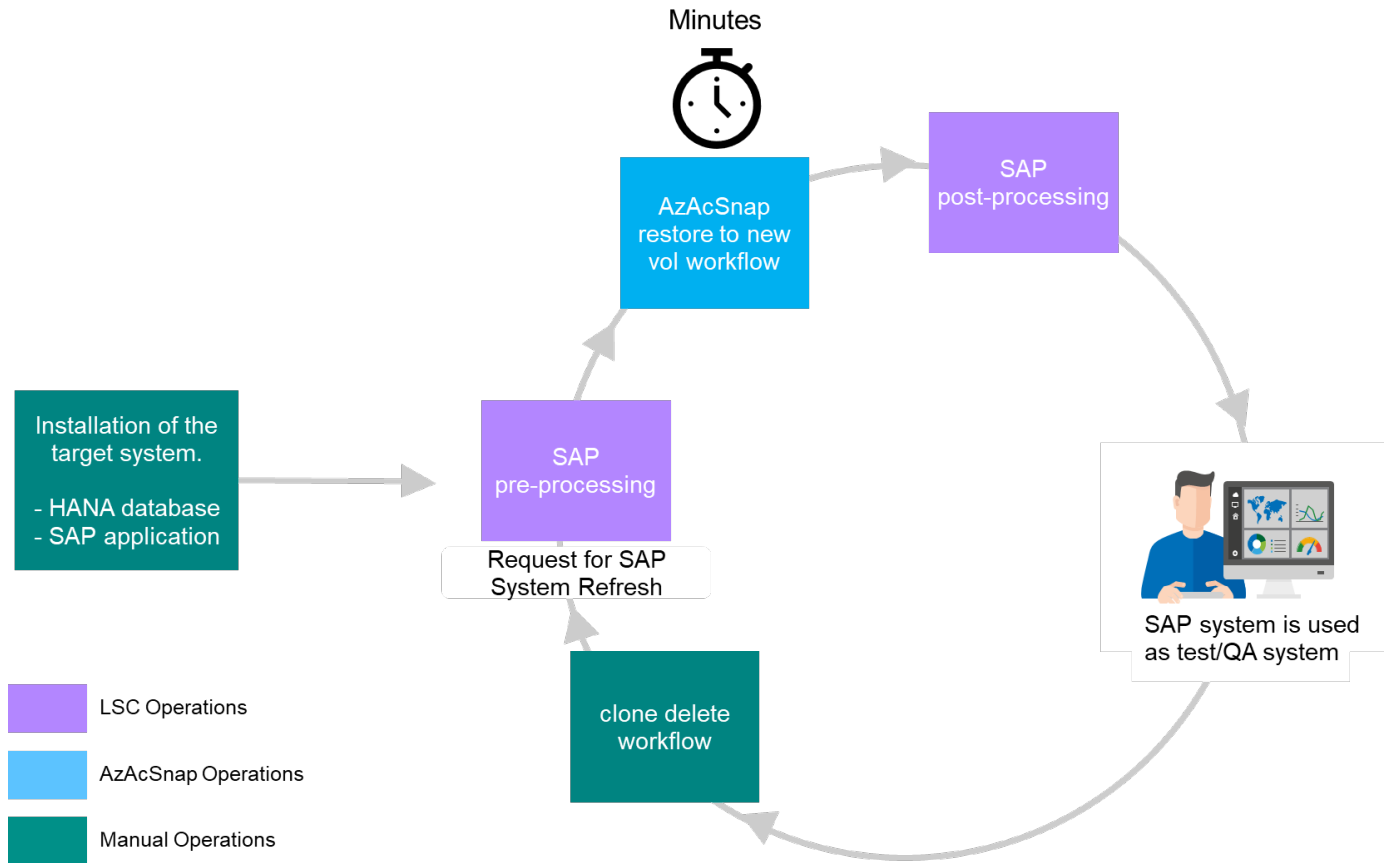 Minutes
AzAcSnap
restore to new
vol workflow
SAP
post-processing
Installation of the
target system.
- HANA database
- SAP application
SAP
pre-processing
Request for SAP
System Refresh
SAP system is used
as test/QA system
clone delete
workflow
LSC Operations
AzAcSnap Operations
Manual Operations